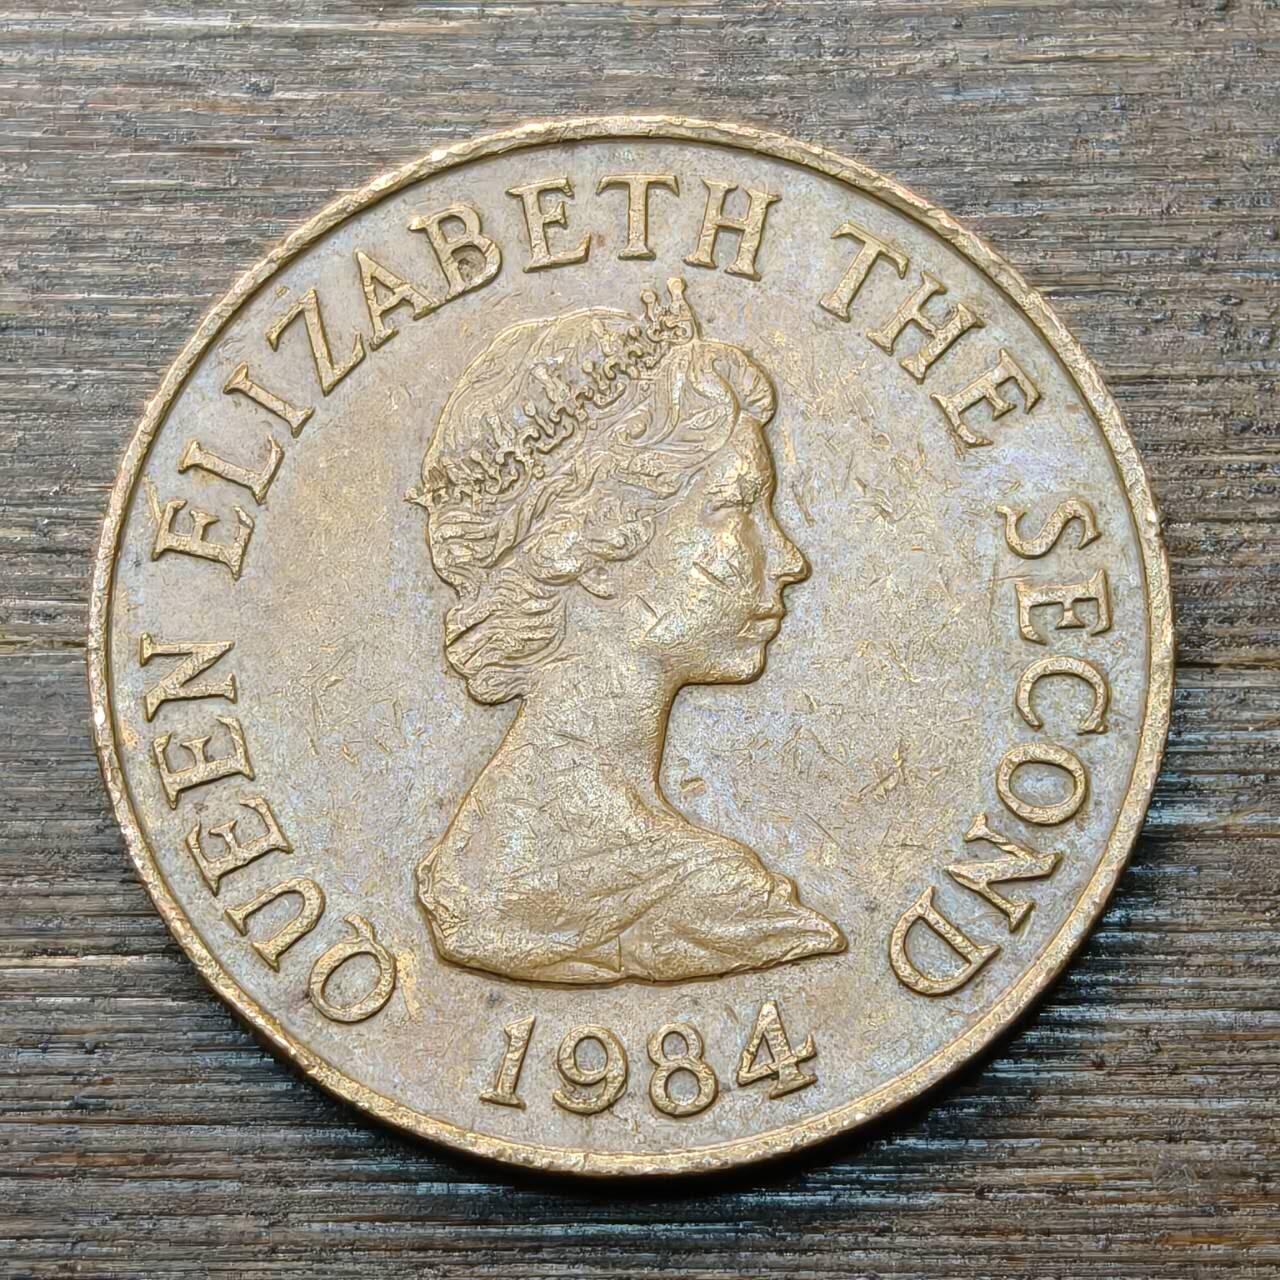 QUEEN ELIZABETH THE SECOND
1984